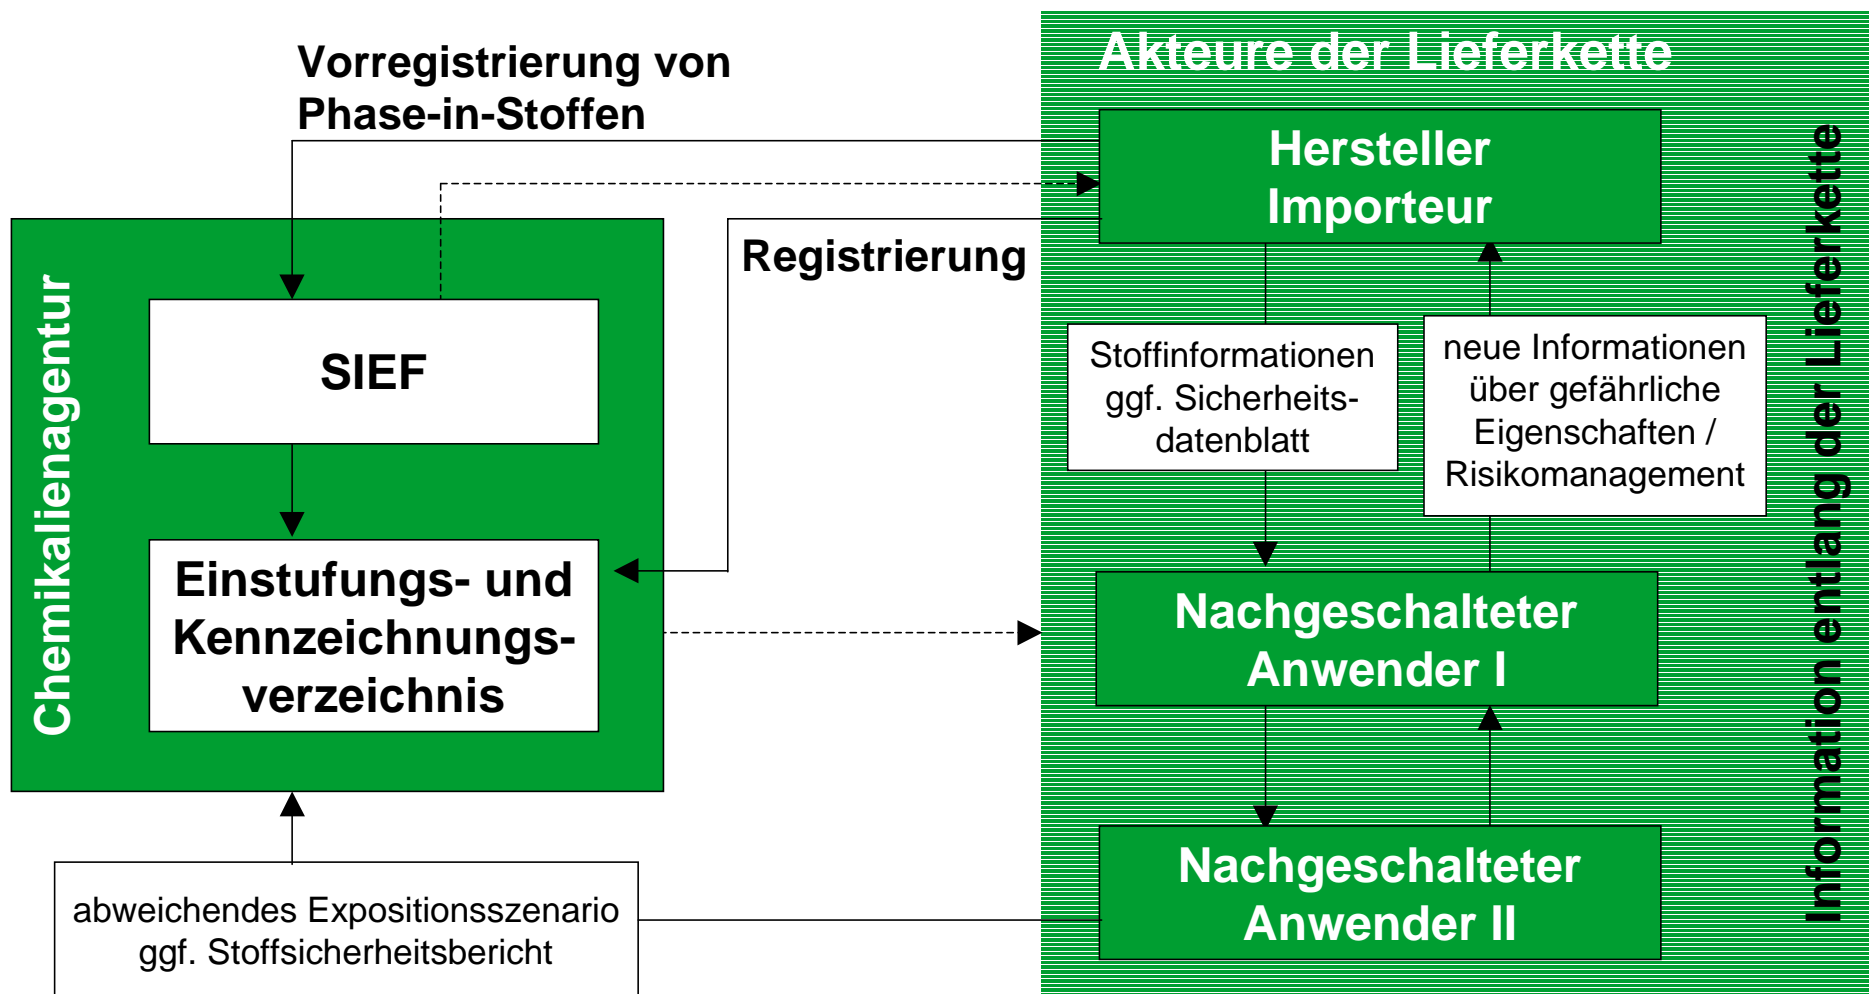 Vorregistrierung von
Phase-in-Stoffen
Akteure der Lieferkette
Hersteller
Importeur
Registrierung
Chemikalienagentur
SIEF
Einstufungs- und
Kennzeichnungs-
verzeichnis
Stoffinformationen
ggf. Sicherheits-
datenblatt
neue Informationen
über gefährliche
Eigenschaften /
Risikomanagement
Information entlang der Lieferkette
Nachgeschalteter
Anwender I
Nachgeschalteter
Anwender II
abweichendes Expositionsszenario
ggf. Stoffsicherheitsbericht